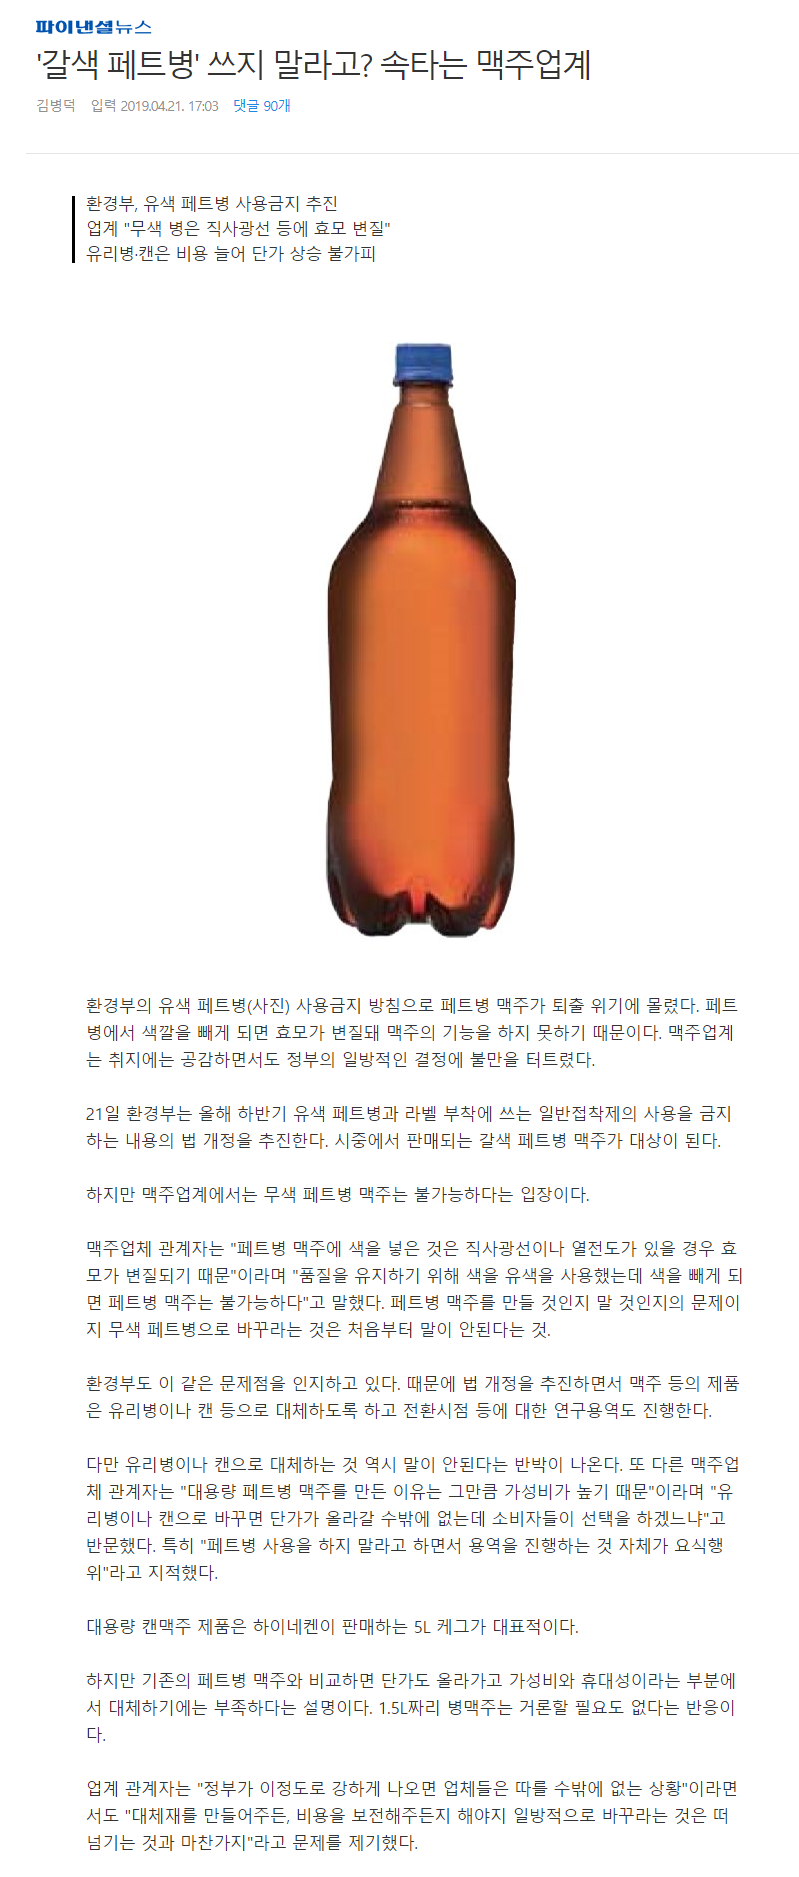 파이낸셜뉴스
'갈색 페트병' 쓰지 말라고? 속타는 맥주업계
김병덕 입력 2019.04.21. 17:03 댓글 90개
환경부, 유색 페트병 사용금지 추진
업계 "무색 병은 직사광선 등에 효모 변질"
유리병·캔은 비용 늘어 단가 상승 불가피
환경부의 유색 페트병(사진) 사용금지 방침으로 페트병 맥주가 퇴출 위기에 몰렸다. 페트
병에서 색깔을 빼게 되면 효모가 변질돼 맥주의 기능을 하지 못하기 때문이다. 맥주업계
는 취지에는 공감하면서도 정부의 일방적인 결정에 불만을 터트렸다.
21일 환경부는 올해 하반기 유색 페트병과 라벨 부착에 쓰는 일반접착제의 사용을 금지
하는 내용의 법 개정을 추진한다. 시중에서 판매되는 갈색 페트병 맥주가 대상이 된다.
하지만 맥주업계에서는 무색 페트병 맥주는 불가능하다는 입장이다.
맥주업체 관계자는 "페트병 맥주에 색을 넣은 것은 직사광선이나 열전도가 있을 경우 효
모가 변질되기 때문"이라며 "품질을 유지하기 위해 색을 유색을 사용했는데 색을 빼게 되
면 페트병 맥주는 불가능하다"고 말했다. 페트병 맥주를 만들 것인지 말 것인지의 문제이
지 무색 페트병으로 바꾸라는 것은 처음부터 말이 안된다는 것.
환경부도 이 같은 문제점을 인지하고 있다. 때문에 법 개정을 추진하면서 맥주 등의 제품
은 유리병이나 캔 등으로 대체하도록 하고 전환시점 등에 대한 연구용역도 진행한다.
다만 유리병이나 캔으로 대체하는 것 역시 말이 안된다는 반박이 나온다. 또 다른 맥주업
체 관계자는 "대용량 페트병 맥주를 만든 이유는 그만큼 가성비가 높기 때문"이라며 "유
리병이나 캔으로 바꾸면 단가가 올라갈 수밖에 없는데 소비자들이 선택을 하겠느냐"고
반문했다. 특히 "페트병 사용을 하지 말라고 하면서 용역을 진행하는 것 자체가 요식행
위"라고 지적했다.
대용량 캔맥주 제품은 하이네켄이 판매하는 5L 케그가 대표적이다.
하지만 기존의 페트병 맥주와 비교하면 단가도 올라가고 가성비와 휴대성이라는 부분에
서 대체하기에는 부족하다는 설명이다. 1.5L짜리 병맥주는 거론할 필요도 없다는 반응이
다.
업계 관계자는 "정부가 이정도로 강하게 나오면 업체들은 따를 수밖에 없는 상황"이라면
서도 "대체재를 만들어주든, 비용을 보전해주든지 해야지 일방적으로 바꾸라는 것은 떠
넘기는 것과 마찬가지"라고 문제를 제기했다.